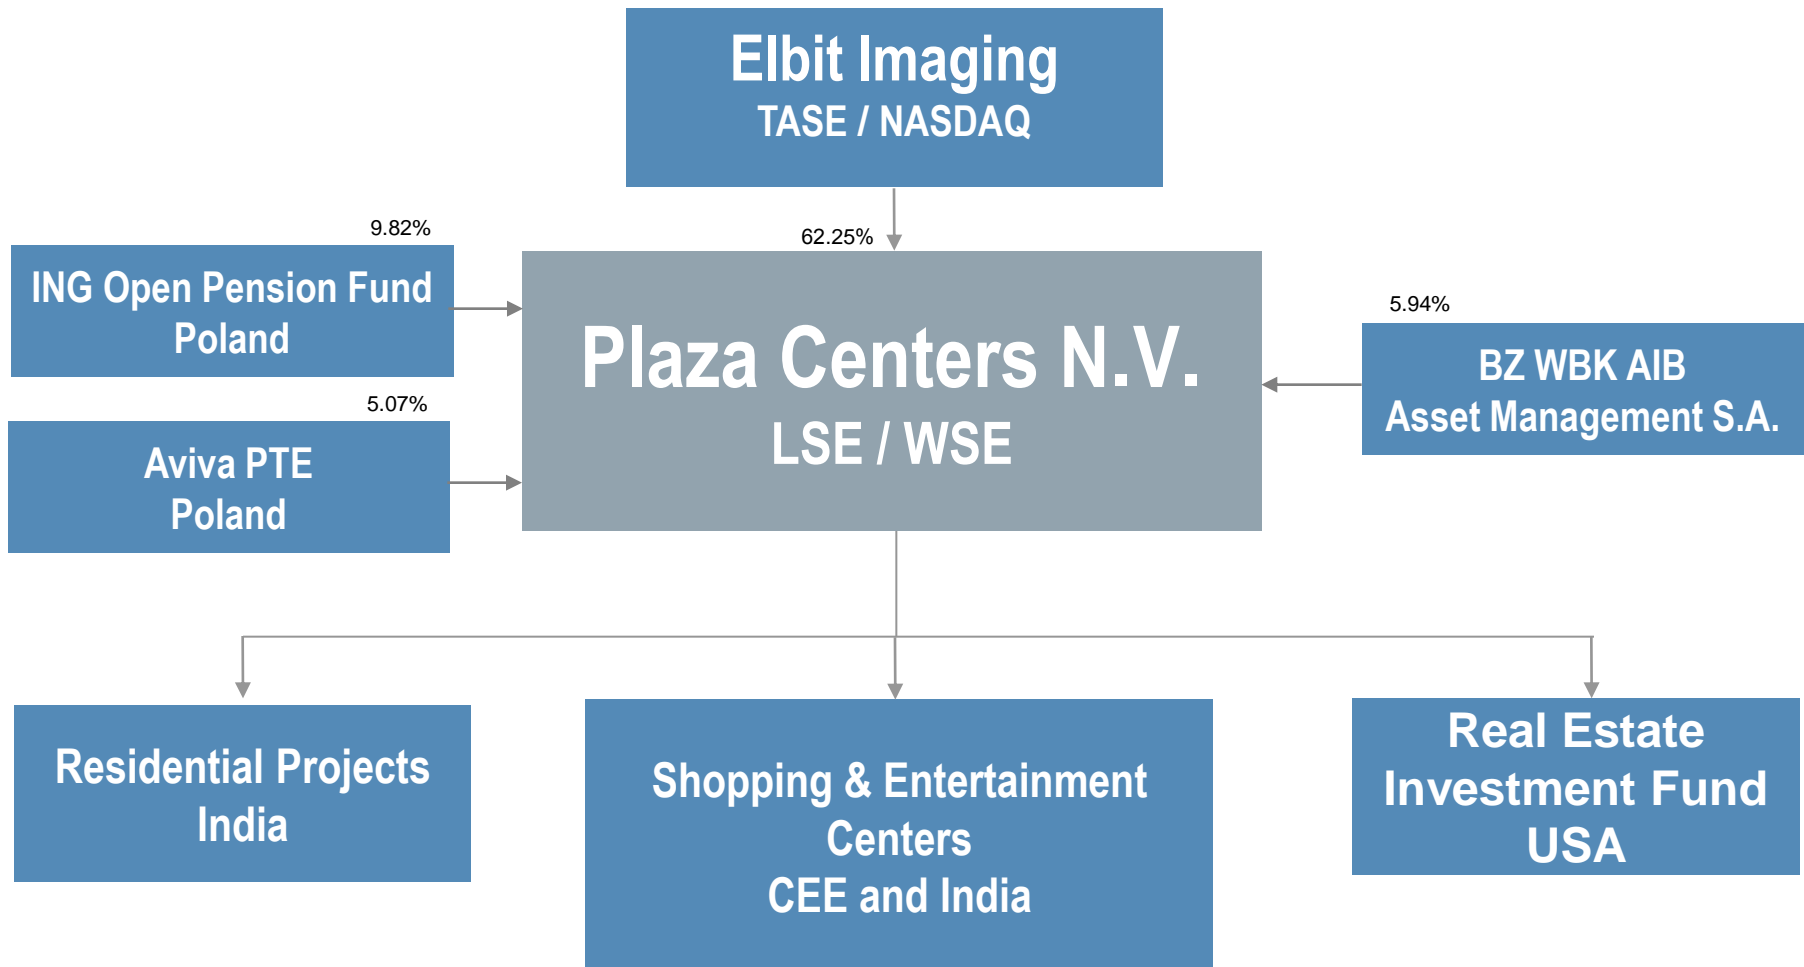 Elbit Imaging
TASE / NASDAQ
9.82%
62.25%
ING Open Pension Fund
Poland
5.07%
Aviva PTE
Poland
Plaza Centers N.V.
LSE / WSE
5.94%
BZ WBK AIB
Asset Management S.A.
Residential Projects
India
Shopping & Entertainment
Centers
CEE and India
Real Estate
Investment Fund
USA